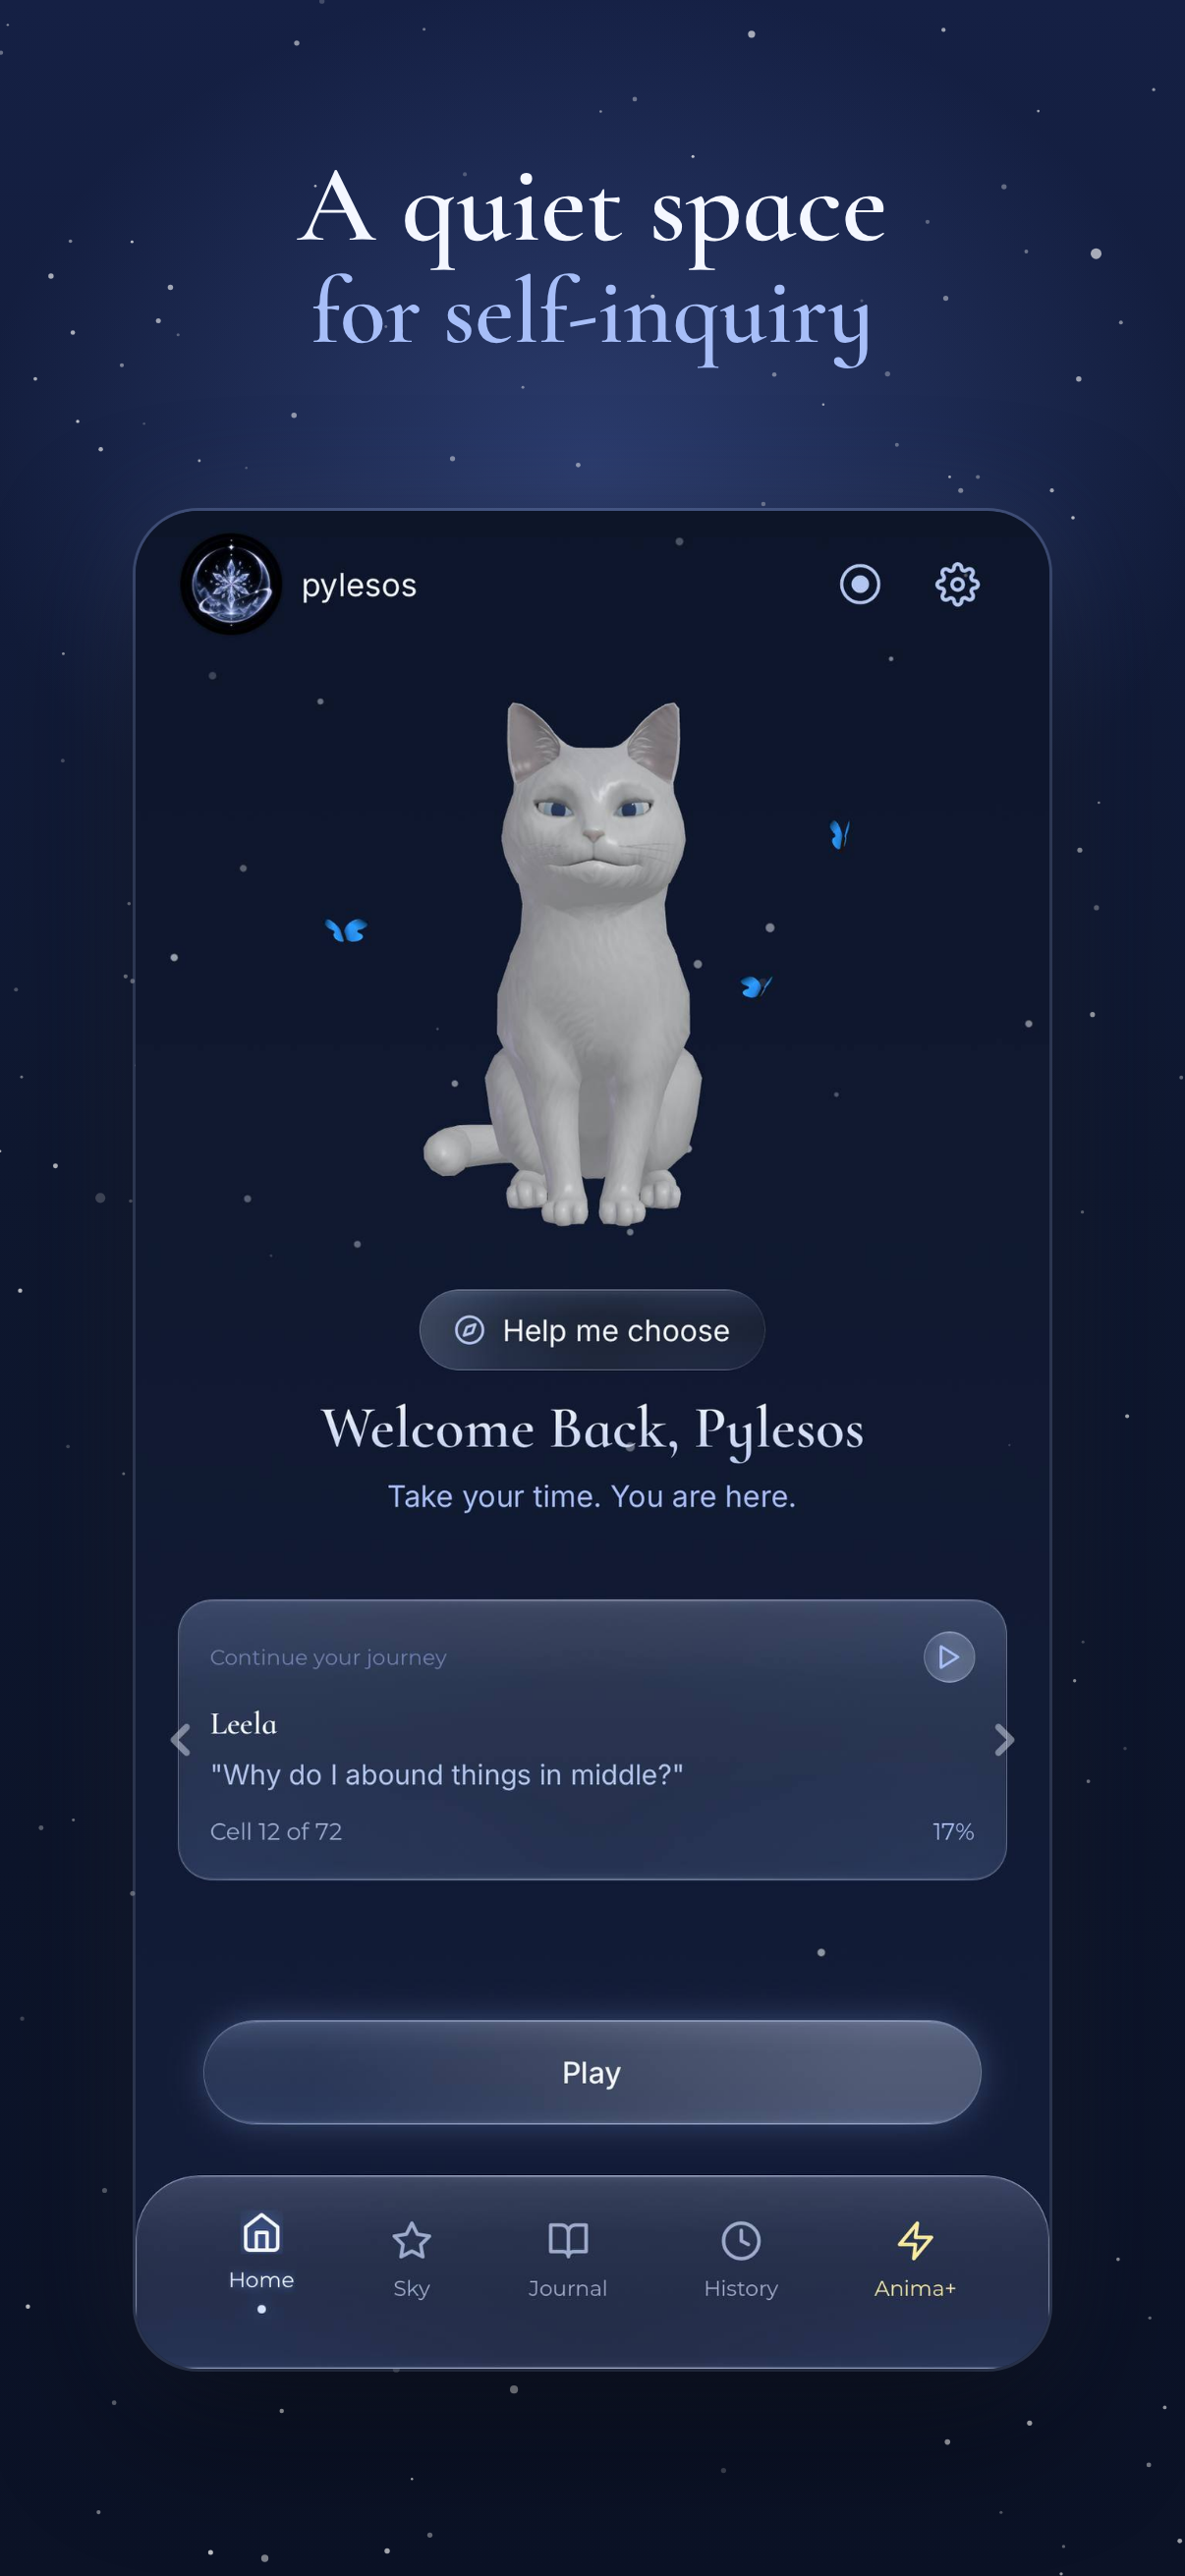 A quiet space
for self-inquiry
pylesos
Help me choose
Welcome Back, Pylesos
Take your time. You are here.
Continue your journey
Leela
"Why do I abound things in middle?"
Cell 12 of 72
17%
Play
Home
Sky
Journal
History
Anima+